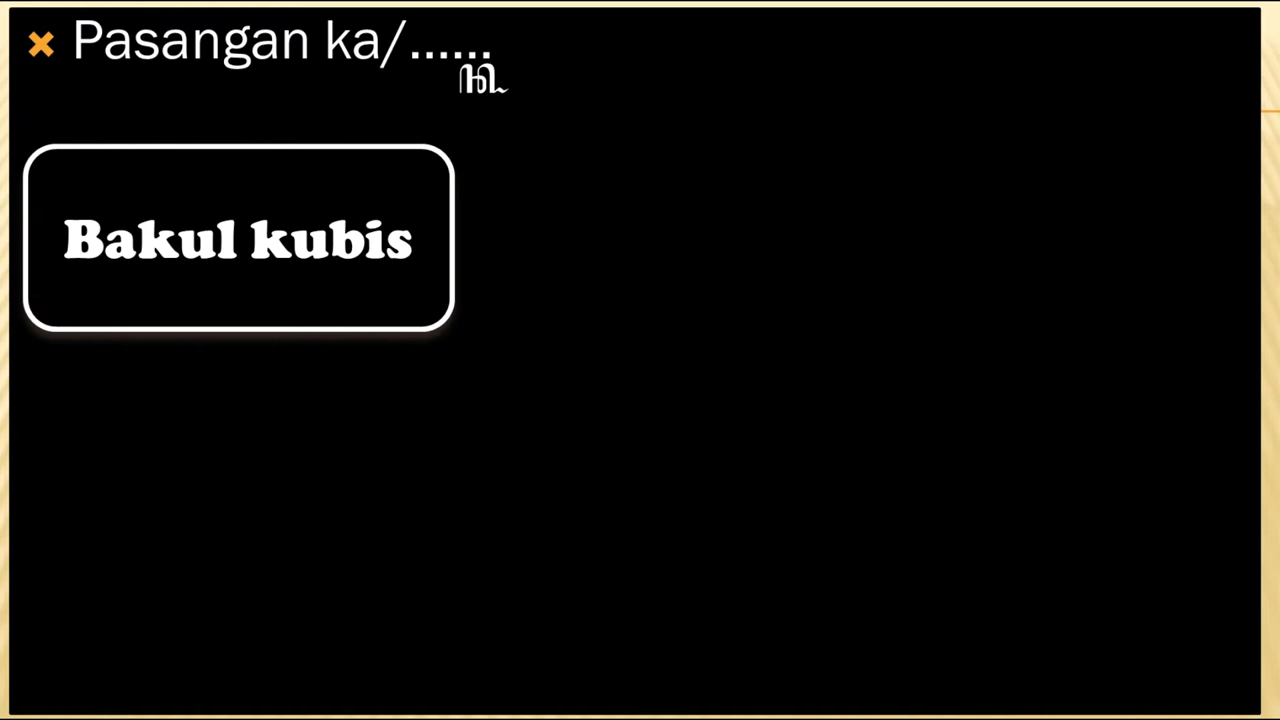 Pasangan ka/......
꧀ꦏ
Bakul kubis